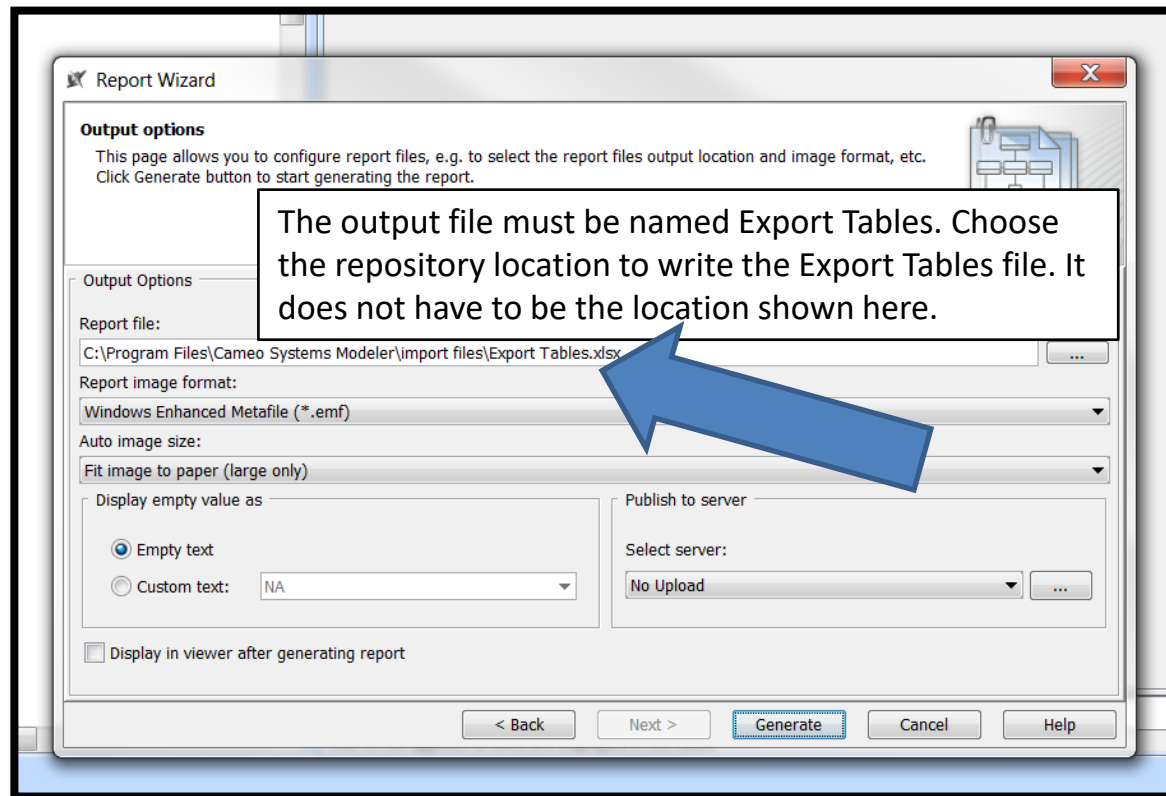 Report Wizard
X
Output options
This page allows you to configure report files, e.g. to select the report files output location and image format, etc.
Click Generate button to start generating the report.
The output file must be named Export Tables. Choose
the repository location to write the Export Tables file. It
does not have to be the location shown here.
Output Options
Report file:
C:\Program Files\Cameo Systems Modeler\import files\Export Tables.xlsx
...
Report image format:
Windows Enhanced Metafile (*.emf)
Auto image size:
Fit image to paper (large only)
Display empty value as
Empty text
Custom text: NA
Publish to server
Select server:
No Upload
...
Display in viewer after generating report
< Back Next > Generate Cancel Help